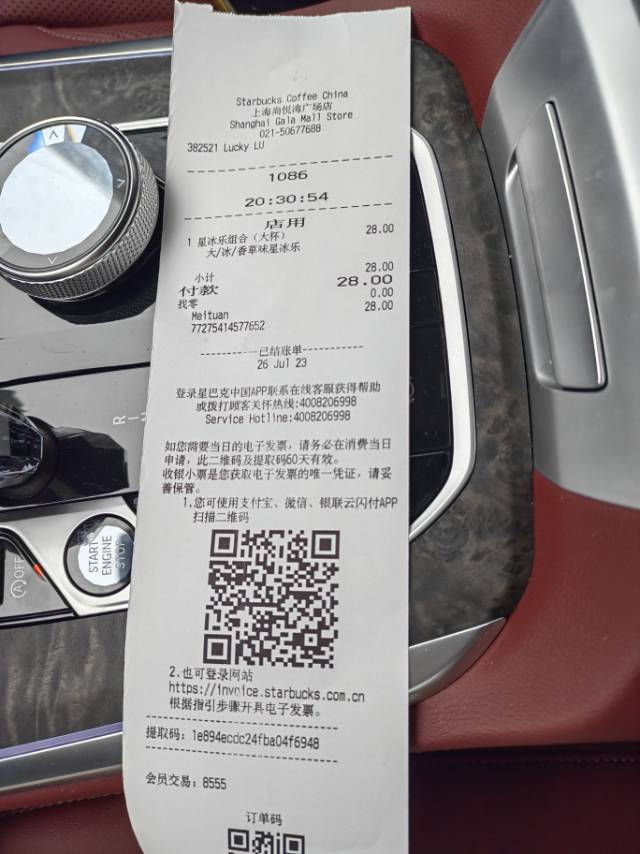 Starbucks Coffee China
上海尚悦湾广场店
Shanghai Gala Mall Store
021-50677688
382521 Lucky LU
1086
20:30:54
店用
1 星冰乐组合（大杯） 28.00
大/冰/香草味星冰乐
小计 28.00
付款 28.00
找零 0.00
Meituan 28.00
77275414577652
----------已结账单----------
26 Jul 23
登录星巴克中国APP联系在线客服获得帮助
或拨打顾客关怀热线:4008206998
Service Hotline:4008206998
如您需要当日的电子发票，请务必在消费当日
申请，此二维码及提取码60天有效。
收银小票是您获取电子发票的唯一凭证，请妥
善保管。
1.您可使用支付宝、微信、银联云闪付APP
扫描二维码
2.也可登录网站
https://invoice.starbucks.com.cn
根据指引步骤开具电子发票。
提取码: 1e894ecdc24fba04f6948
会员交易: 8555
订单码
START
ENGINE
STOP
OFF
R
N